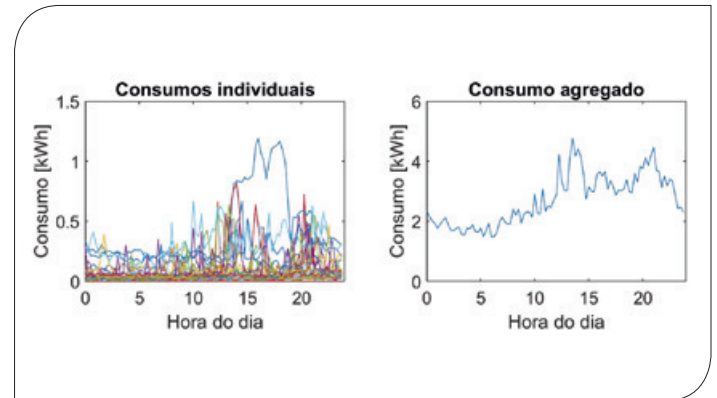 Consumos individuais
Consumo [kWh]
1.5
1
0.5
0
0 5 10 15 20
Hora do dia
Consumo agregado
Consumo [kWh]
6
4
2
0
0 5 10 15 20
Hora do dia